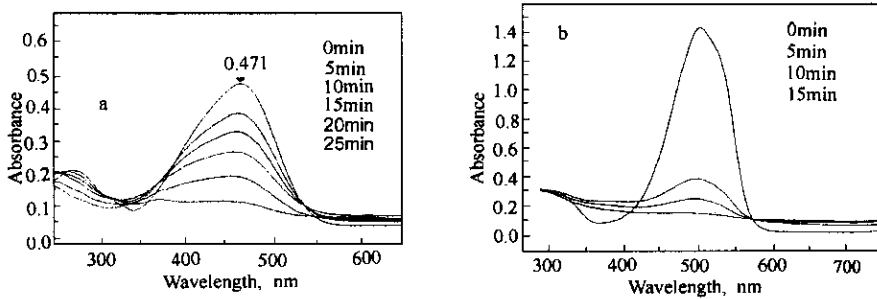 0.6
0.5
0.4
0.3
0.2
0.1
0.0
Absorbance
a
0.471
0min
5min
10min
15min
20min
25min
300
400
500
600
Wavelength, nm
1.4
1.2
1.0
0.8
0.6
0.4
0.2
0.0
Absorbance
b
0min
5min
10min
15min
300
400
500
600
700
Wavelength, nm